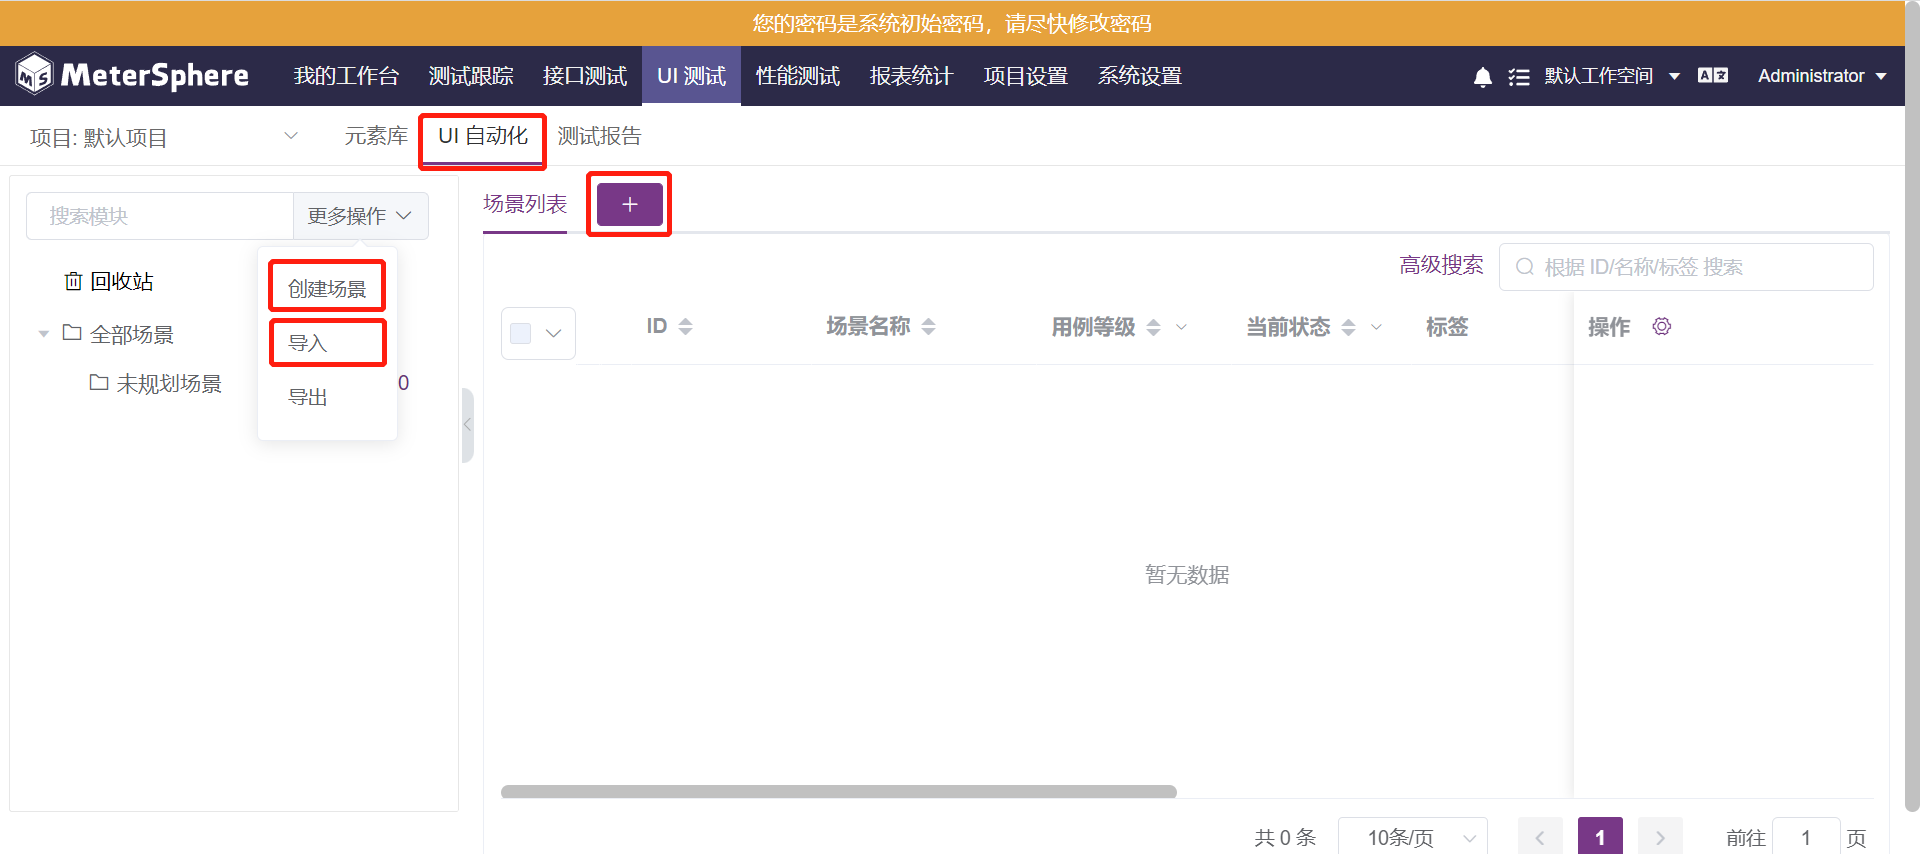 您的密码是系统初始密码，请尽快修改密码
MeterSphere 我的工作台 测试跟踪 接口测试 UI 测试 性能测试 报表统计 项目设置 系统设置 默认工作空间 Administrator
项目: 默认项目 元素库 UI 自动化 测试报告
搜索模块 更多操作
场景列表 +
回收站
创建场景
导入
导出
全部场景
未规划场景 0
高级搜索 根据 ID/名称/标签 搜索
ID 场景名称 用例等级 当前状态 标签 操作
暂无数据
共 0 条 10条/页 1 前往 1 页